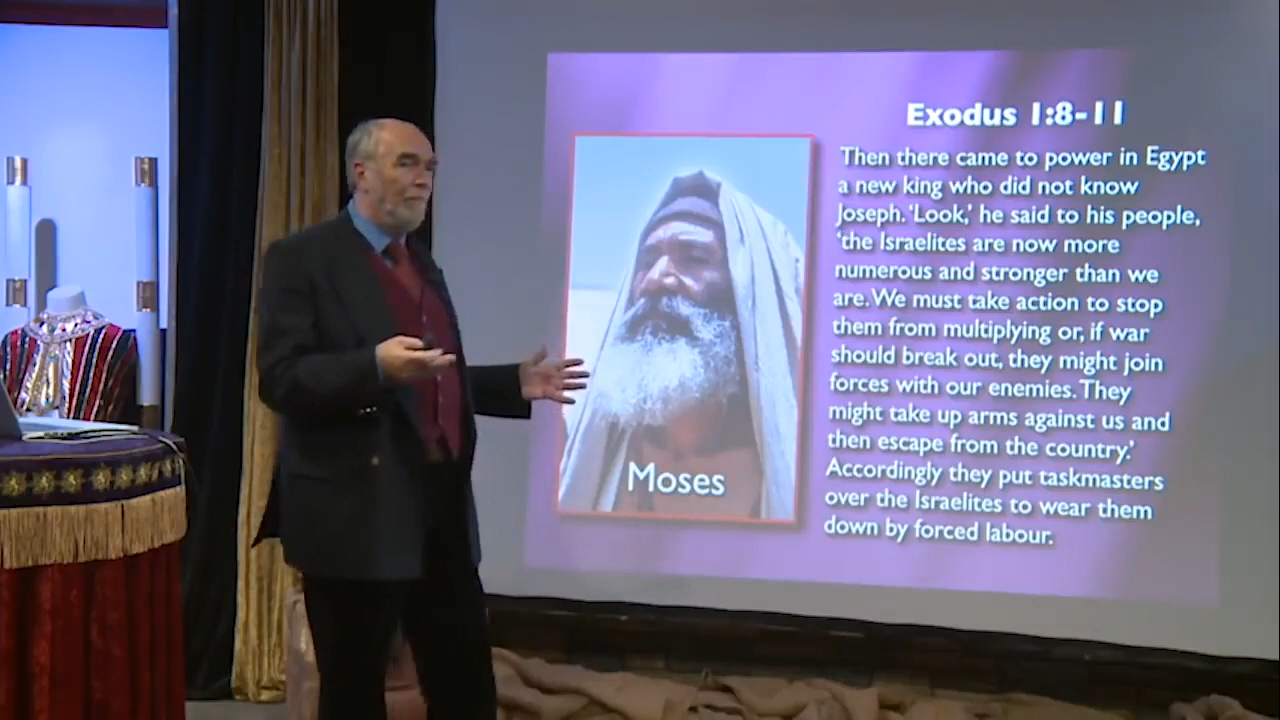 Exodus 1:8-11
Then there came to power in Egypt
a new king who did not know
Joseph. ‘Look,’ he said to his people,
‘the Israelites are now more
numerous and stronger than we
are. We must take action to stop
them from multiplying or, if war
should break out, they might join
forces with our enemies. They
might take up arms against us and
then escape from the country.’
Accordingly they put taskmasters
over the Israelites to wear them
down by forced labour.
Moses